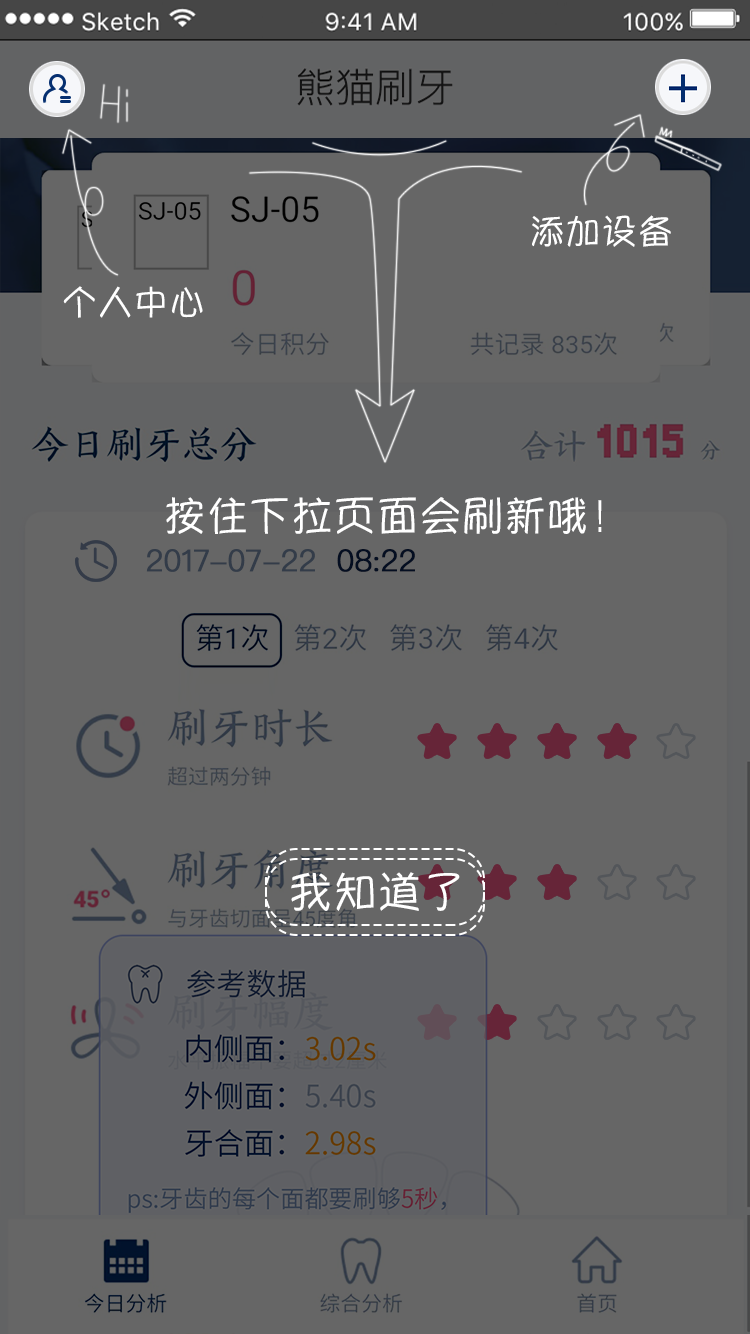 Sketch 9:41 AM 100%
Hi 熊猫刷牙
SJ-05 SJ-05
添加设备
个人中心 0
今日积分 共记录 835次 次
今日刷牙总分 合计 1015 分
按住下拉页面会刷新哦！
2017-07-22 08:22
第1次 第2次 第3次 第4次
刷牙时长
超过两分钟
刷牙角度
45°
我知道了
与牙齿切面呈45度角
参考数据
刷牙幅度
内侧面：3.02s
外侧面：5.40s
牙合面：2.98s
ps:牙齿的每个面都要刷够5秒,
今日分析 综合分析 首页